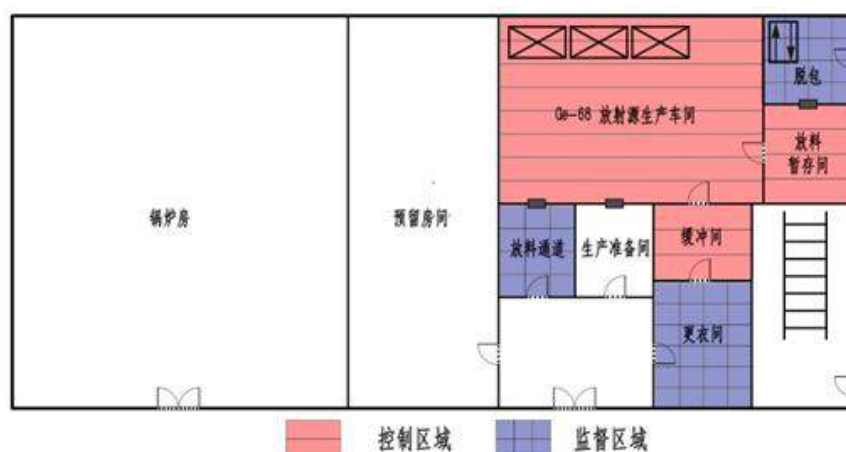 脱包
Ge-68 放射源生产车间
放料
暂存间
锅炉房
预留房间
放料通道
生产准备间
缓冲间
更衣间
控制区域
监督区域